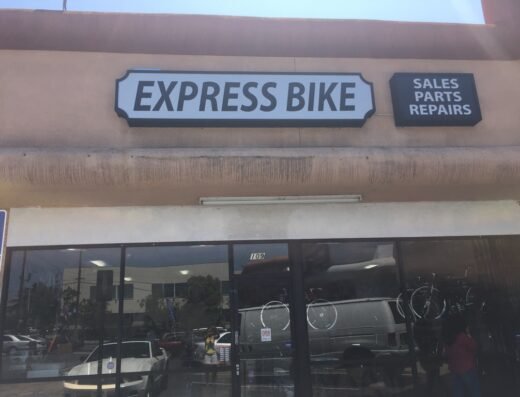 EXPRESS BIKE
SALES
PARTS
REPAIRS
109